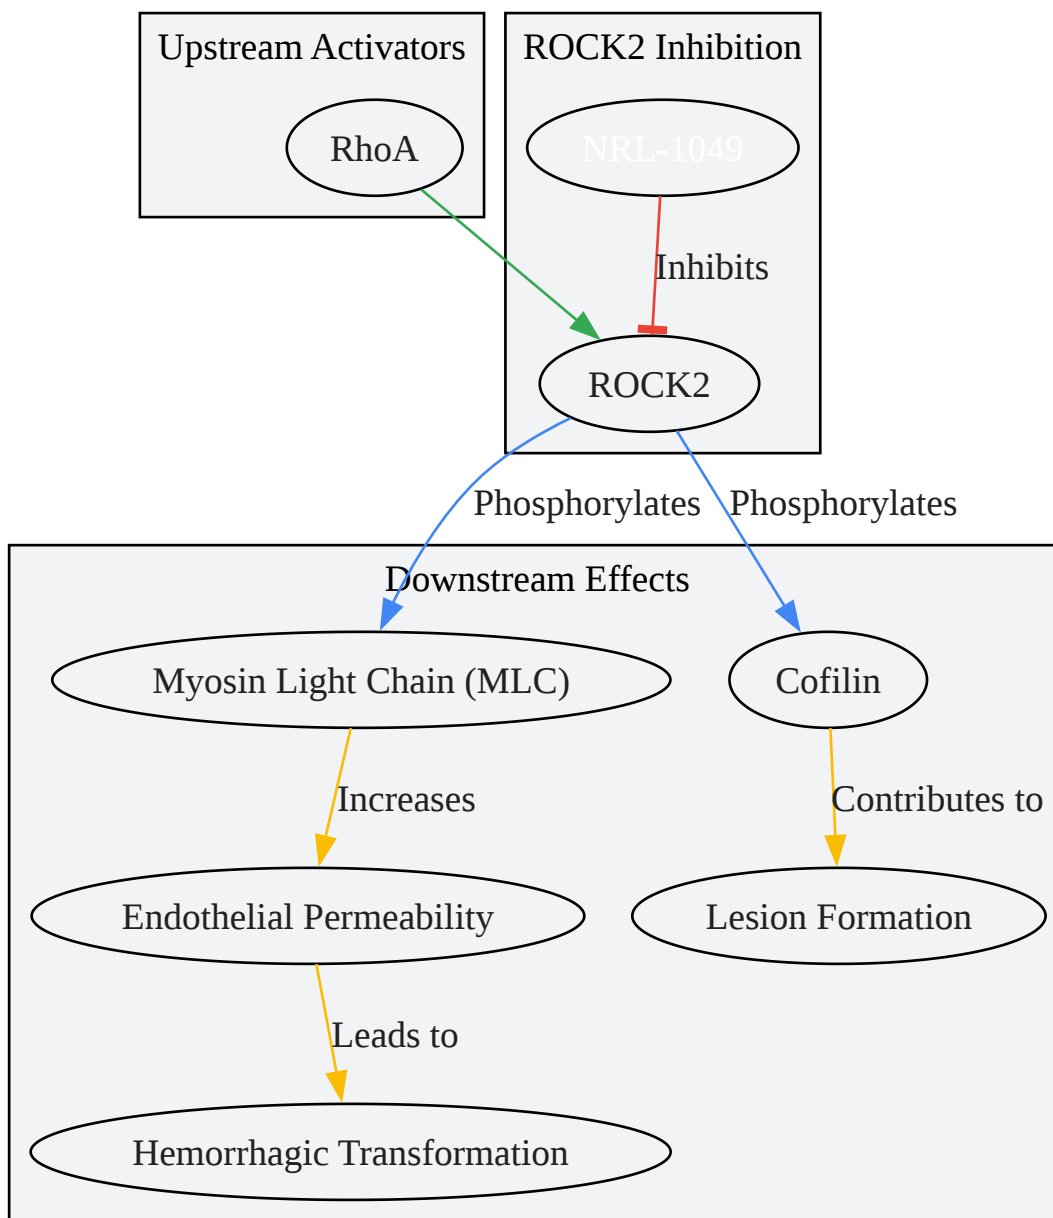 Upstream Activators
ROCK2 Inhibition
RhoA
NRL-1049
Inhibits
ROCK2
Phosphorylates
Phosphorylates
Downstream Effects
Myosin Light Chain (MLC)
Cofilin
Increases
Contributes to
Endothelial Permeability
Lesion Formation
Leads to
Hemorrhagic Transformation